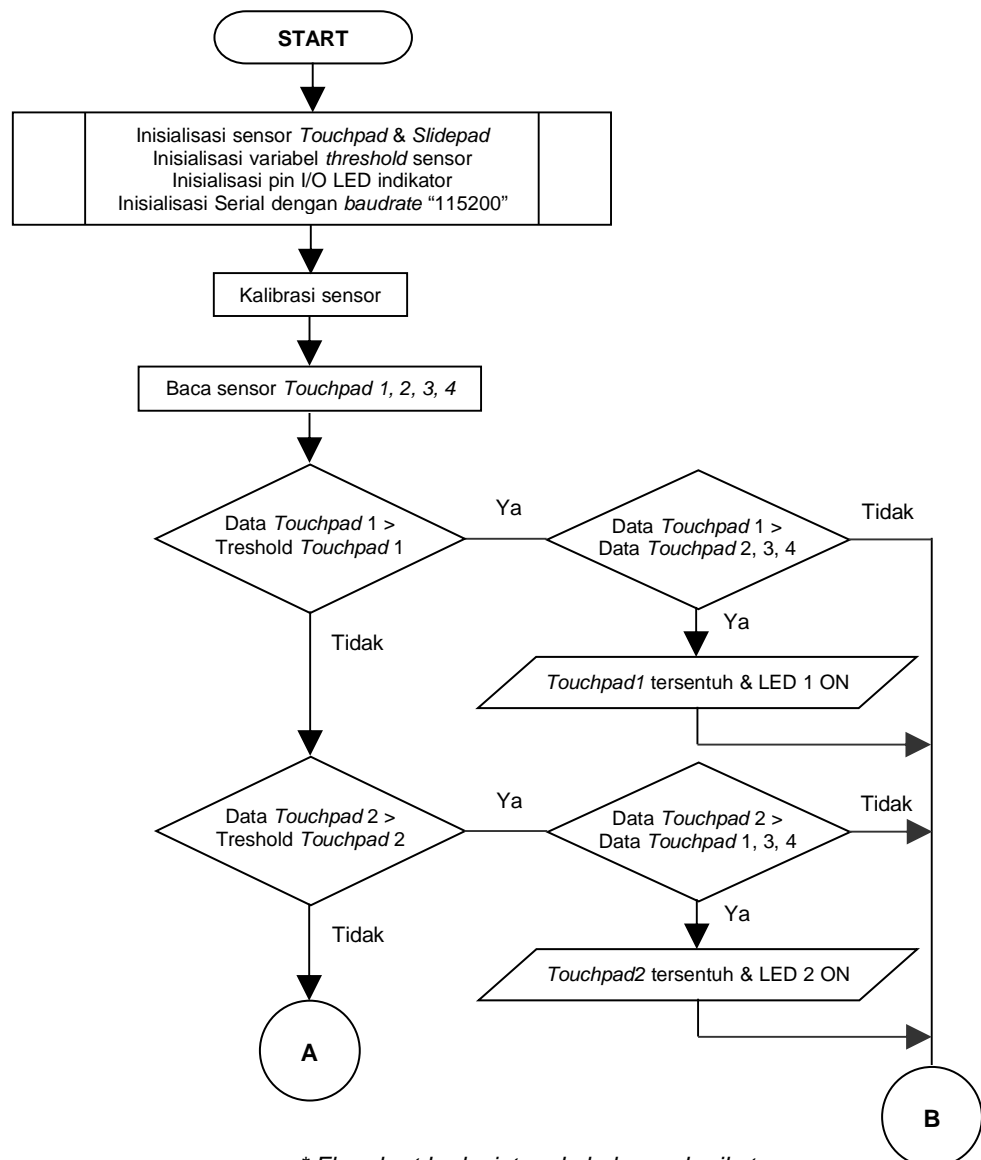 START
Inisialisasi sensor Touchpad & Slidepad
Inisialisasi variabel threshold sensor
Inisialisasi pin I/O LED indikator
Inisialisasi Serial dengan baudrate “115200”
Kalibrasi sensor
Baca sensor Touchpad 1, 2, 3, 4
Data Touchpad 1 >
Treshold Touchpad 1
Ya
Data Touchpad 1 >
Data Touchpad 2, 3, 4
Tidak
Ya
Tidak
Touchpad1 tersentuh & LED 1 ON
Data Touchpad 2 >
Treshold Touchpad 2
Ya
Data Touchpad 2 >
Data Touchpad 1, 3, 4
Tidak
Ya
Tidak
Touchpad2 tersentuh & LED 2 ON
A
B